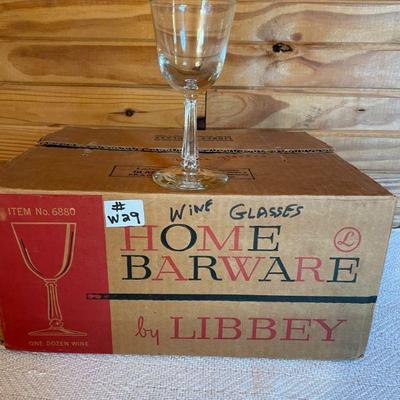 ITEM No. 6880
# W29
WINE GLASSES
HOME
BARWARE
by LIBBEY
L
ONE DOZEN WINE